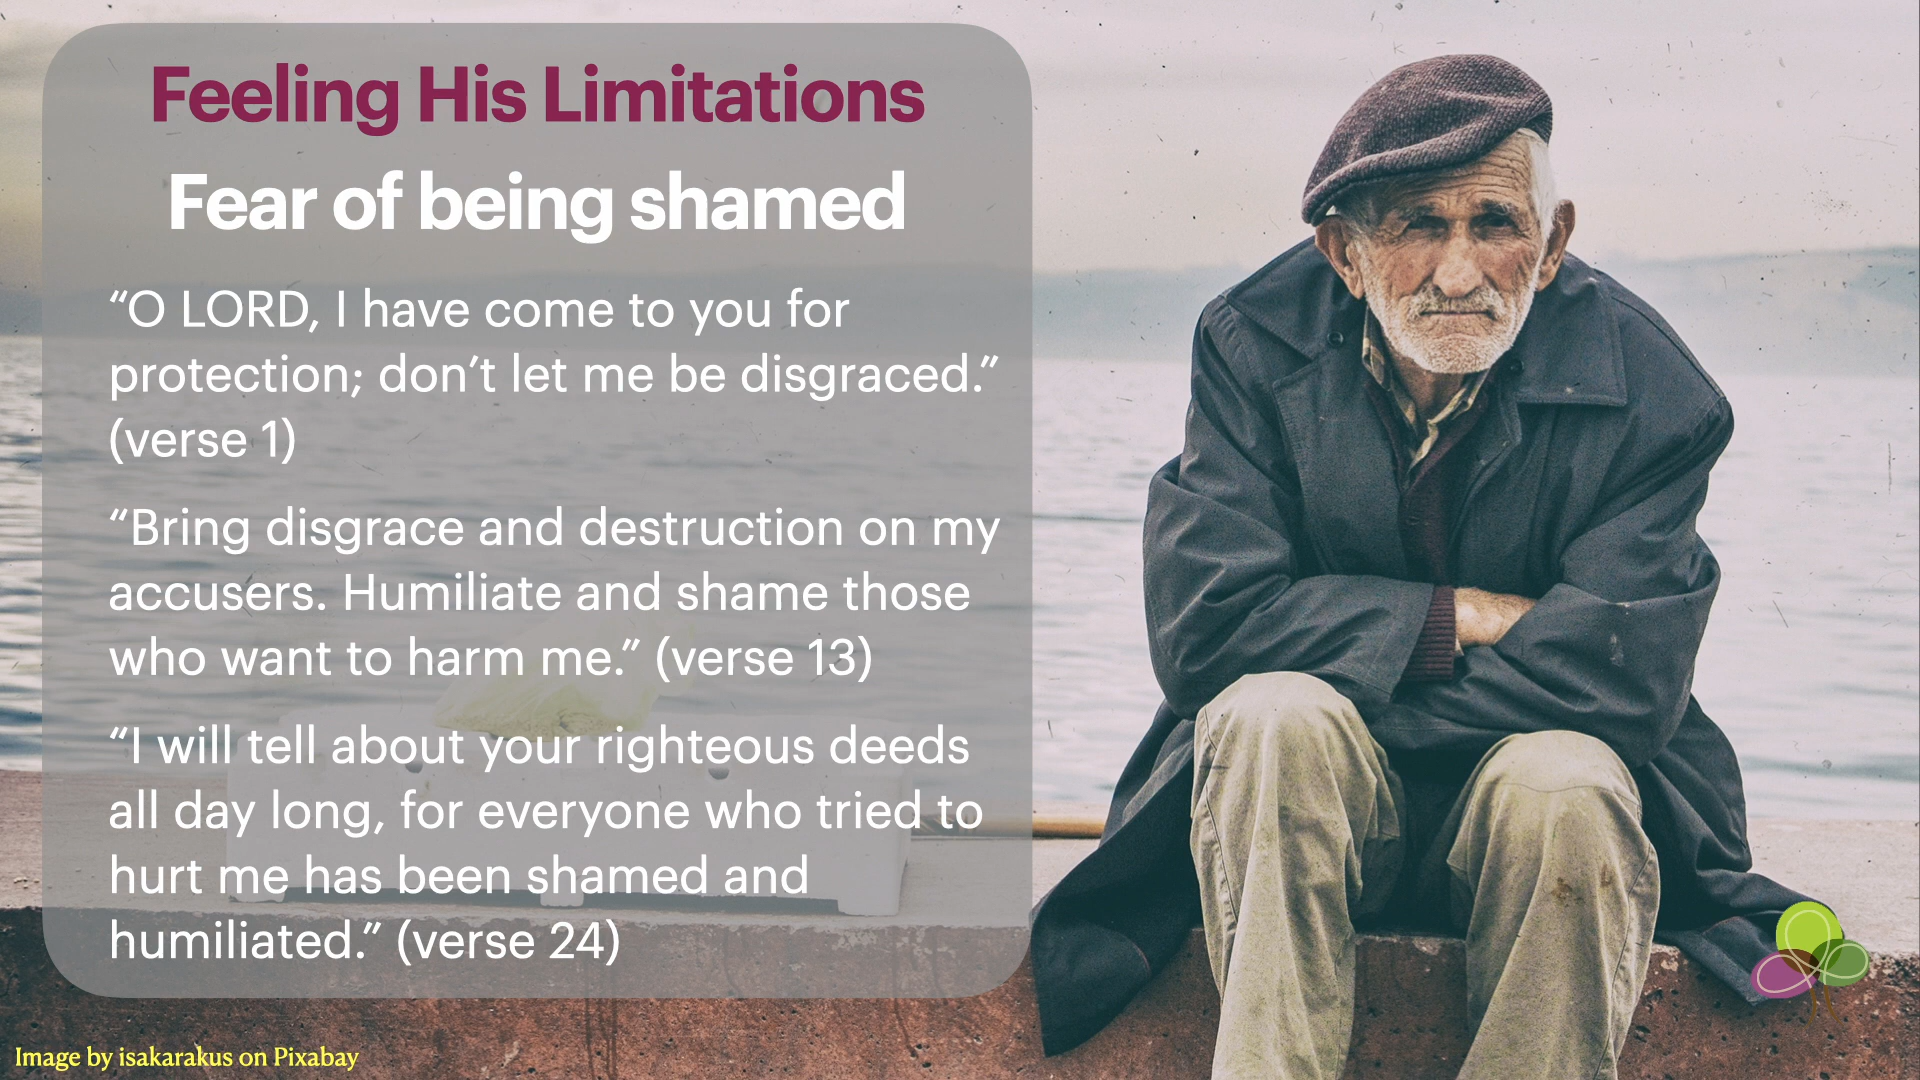 Feeling His Limitations
Fear of being shamed
“O LORD, I have come to you for
protection; don’t let me be disgraced.”
(verse 1)
“Bring disgrace and destruction on my
accusers. Humiliate and shame those
who want to harm me.” (verse 13)
“I will tell about your righteous deeds
all day long, for everyone who tried to
hurt me has been shamed and
humiliated.” (verse 24)
Image by isakarakus on Pixabay